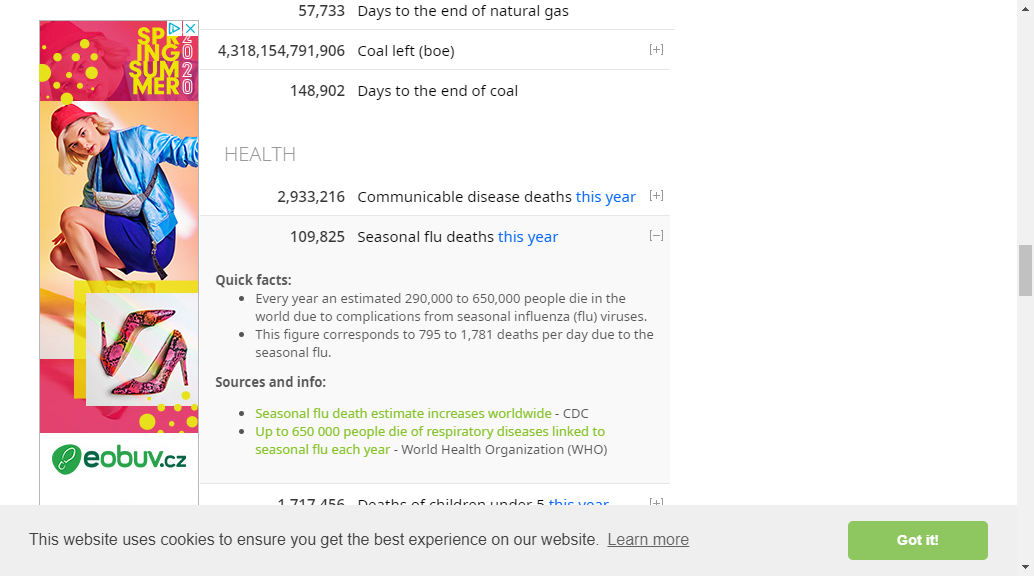 57,733 Days to the end of natural gas
4,318,154,791,906 Coal left (boe) [+]
148,902 Days to the end of coal
SPR
ING
SUM
MER
2020
HEALTH
2,933,216 Communicable disease deaths this year [+]
109,825 Seasonal flu deaths this year [−]
Quick facts:
• Every year an estimated 290,000 to 650,000 people die in the
world due to complications from seasonal influenza (flu) viruses.
• This figure corresponds to 795 to 1,781 deaths per day due to the
seasonal flu.
Sources and info:
• Seasonal flu death estimate increases worldwide - CDC
• Up to 650 000 people die of respiratory diseases linked to
seasonal flu each year - World Health Organization (WHO)
eobuv.cz
1,717,456 Deaths of children under 5 this year [+]
This website uses cookies to ensure you get the best experience on our website. Learn more
Got it!